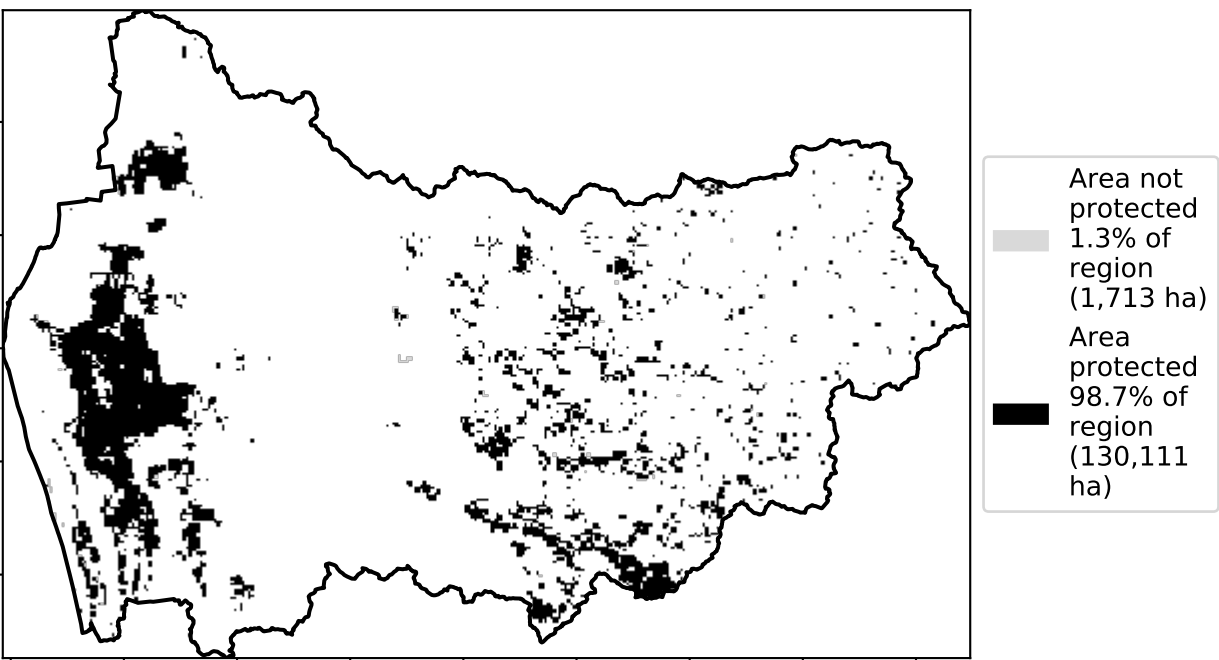 Area not
protected
1.3% of
region
(1,713 ha)
Area
protected
98.7% of
region
(130,111
ha)